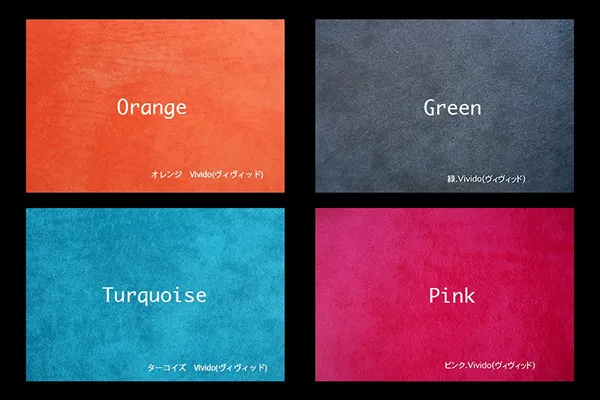 Orange
オレンジ Vivido(ヴィヴィッド)
Green
緑.Vivido(ヴィヴィッド)
Turquoise
ターコイズ Vivido(ヴィヴィッド)
Pink
ピンク.Vivido(ヴィヴィッド)